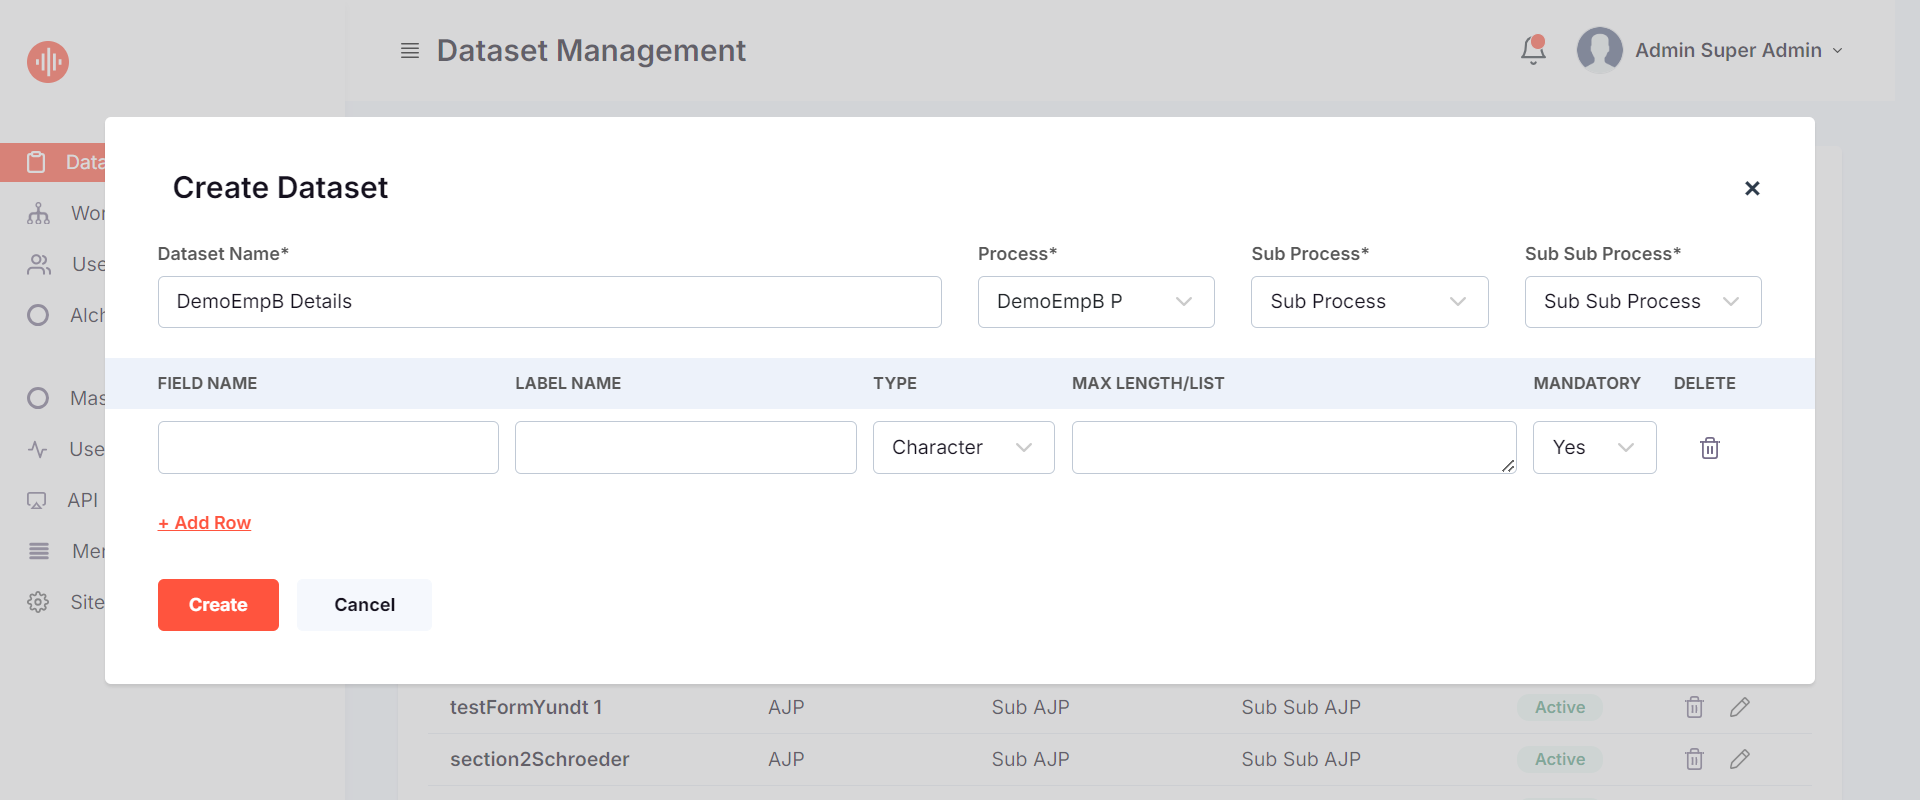 Dataset Management
Admin Super Admin
Data
Wor
Use
Alch
Mas
Use
API
Mer
Site
Create Dataset
Dataset Name*
Process*
Sub Process*
Sub Sub Process*
DemoEmpB Details
DemoEmpB P
Sub Process
Sub Sub Process
FIELD NAME
LABEL NAME
TYPE
MAX LENGTH/LIST
MANDATORY
DELETE
Character
Yes
+ Add Row
Create
Cancel
testFormYundt 1
AJP
Sub AJP
Sub Sub AJP
Active
section2Schroeder
AJP
Sub AJP
Sub Sub AJP
Active